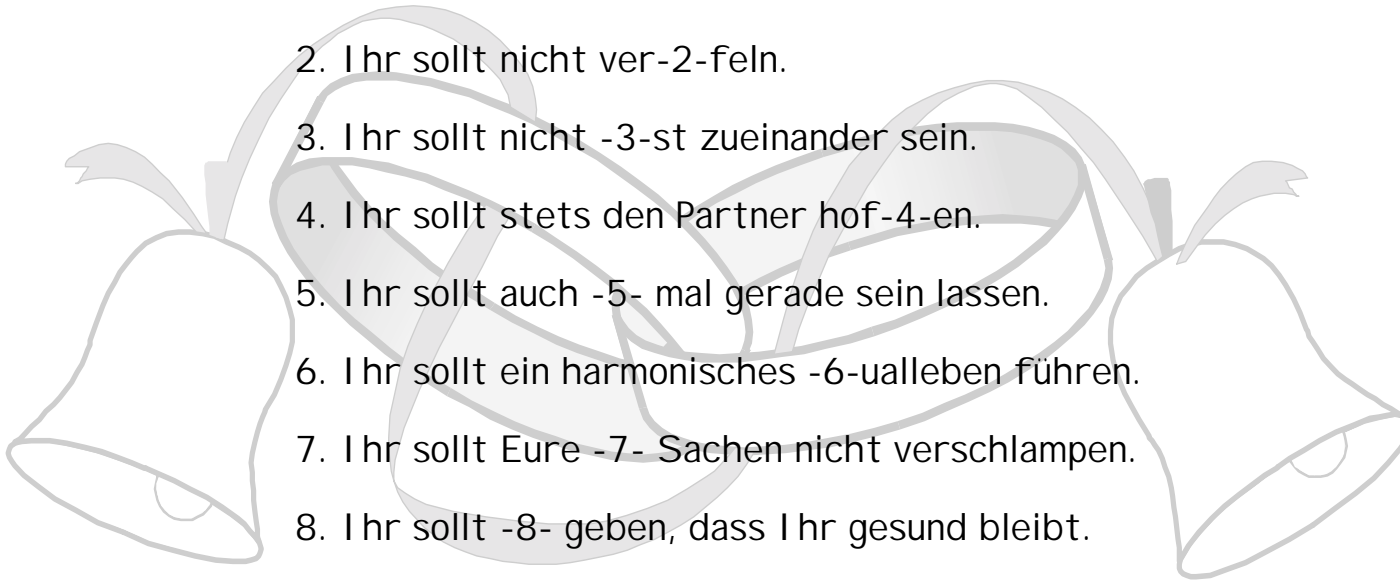 2. Ihr sollt nicht ver-2-feln.
3. Ihr sollt nicht -3-st zueinander sein.
4. Ihr sollt stets den Partner hof-4-en.
5. Ihr sollt auch -5- mal gerade sein lassen.
6. Ihr sollt ein harmonisches -6-ualleben führen.
7. Ihr sollt Eure -7- Sachen nicht verschlampen.
8. Ihr sollt -8- geben, dass Ihr gesund bleibt.